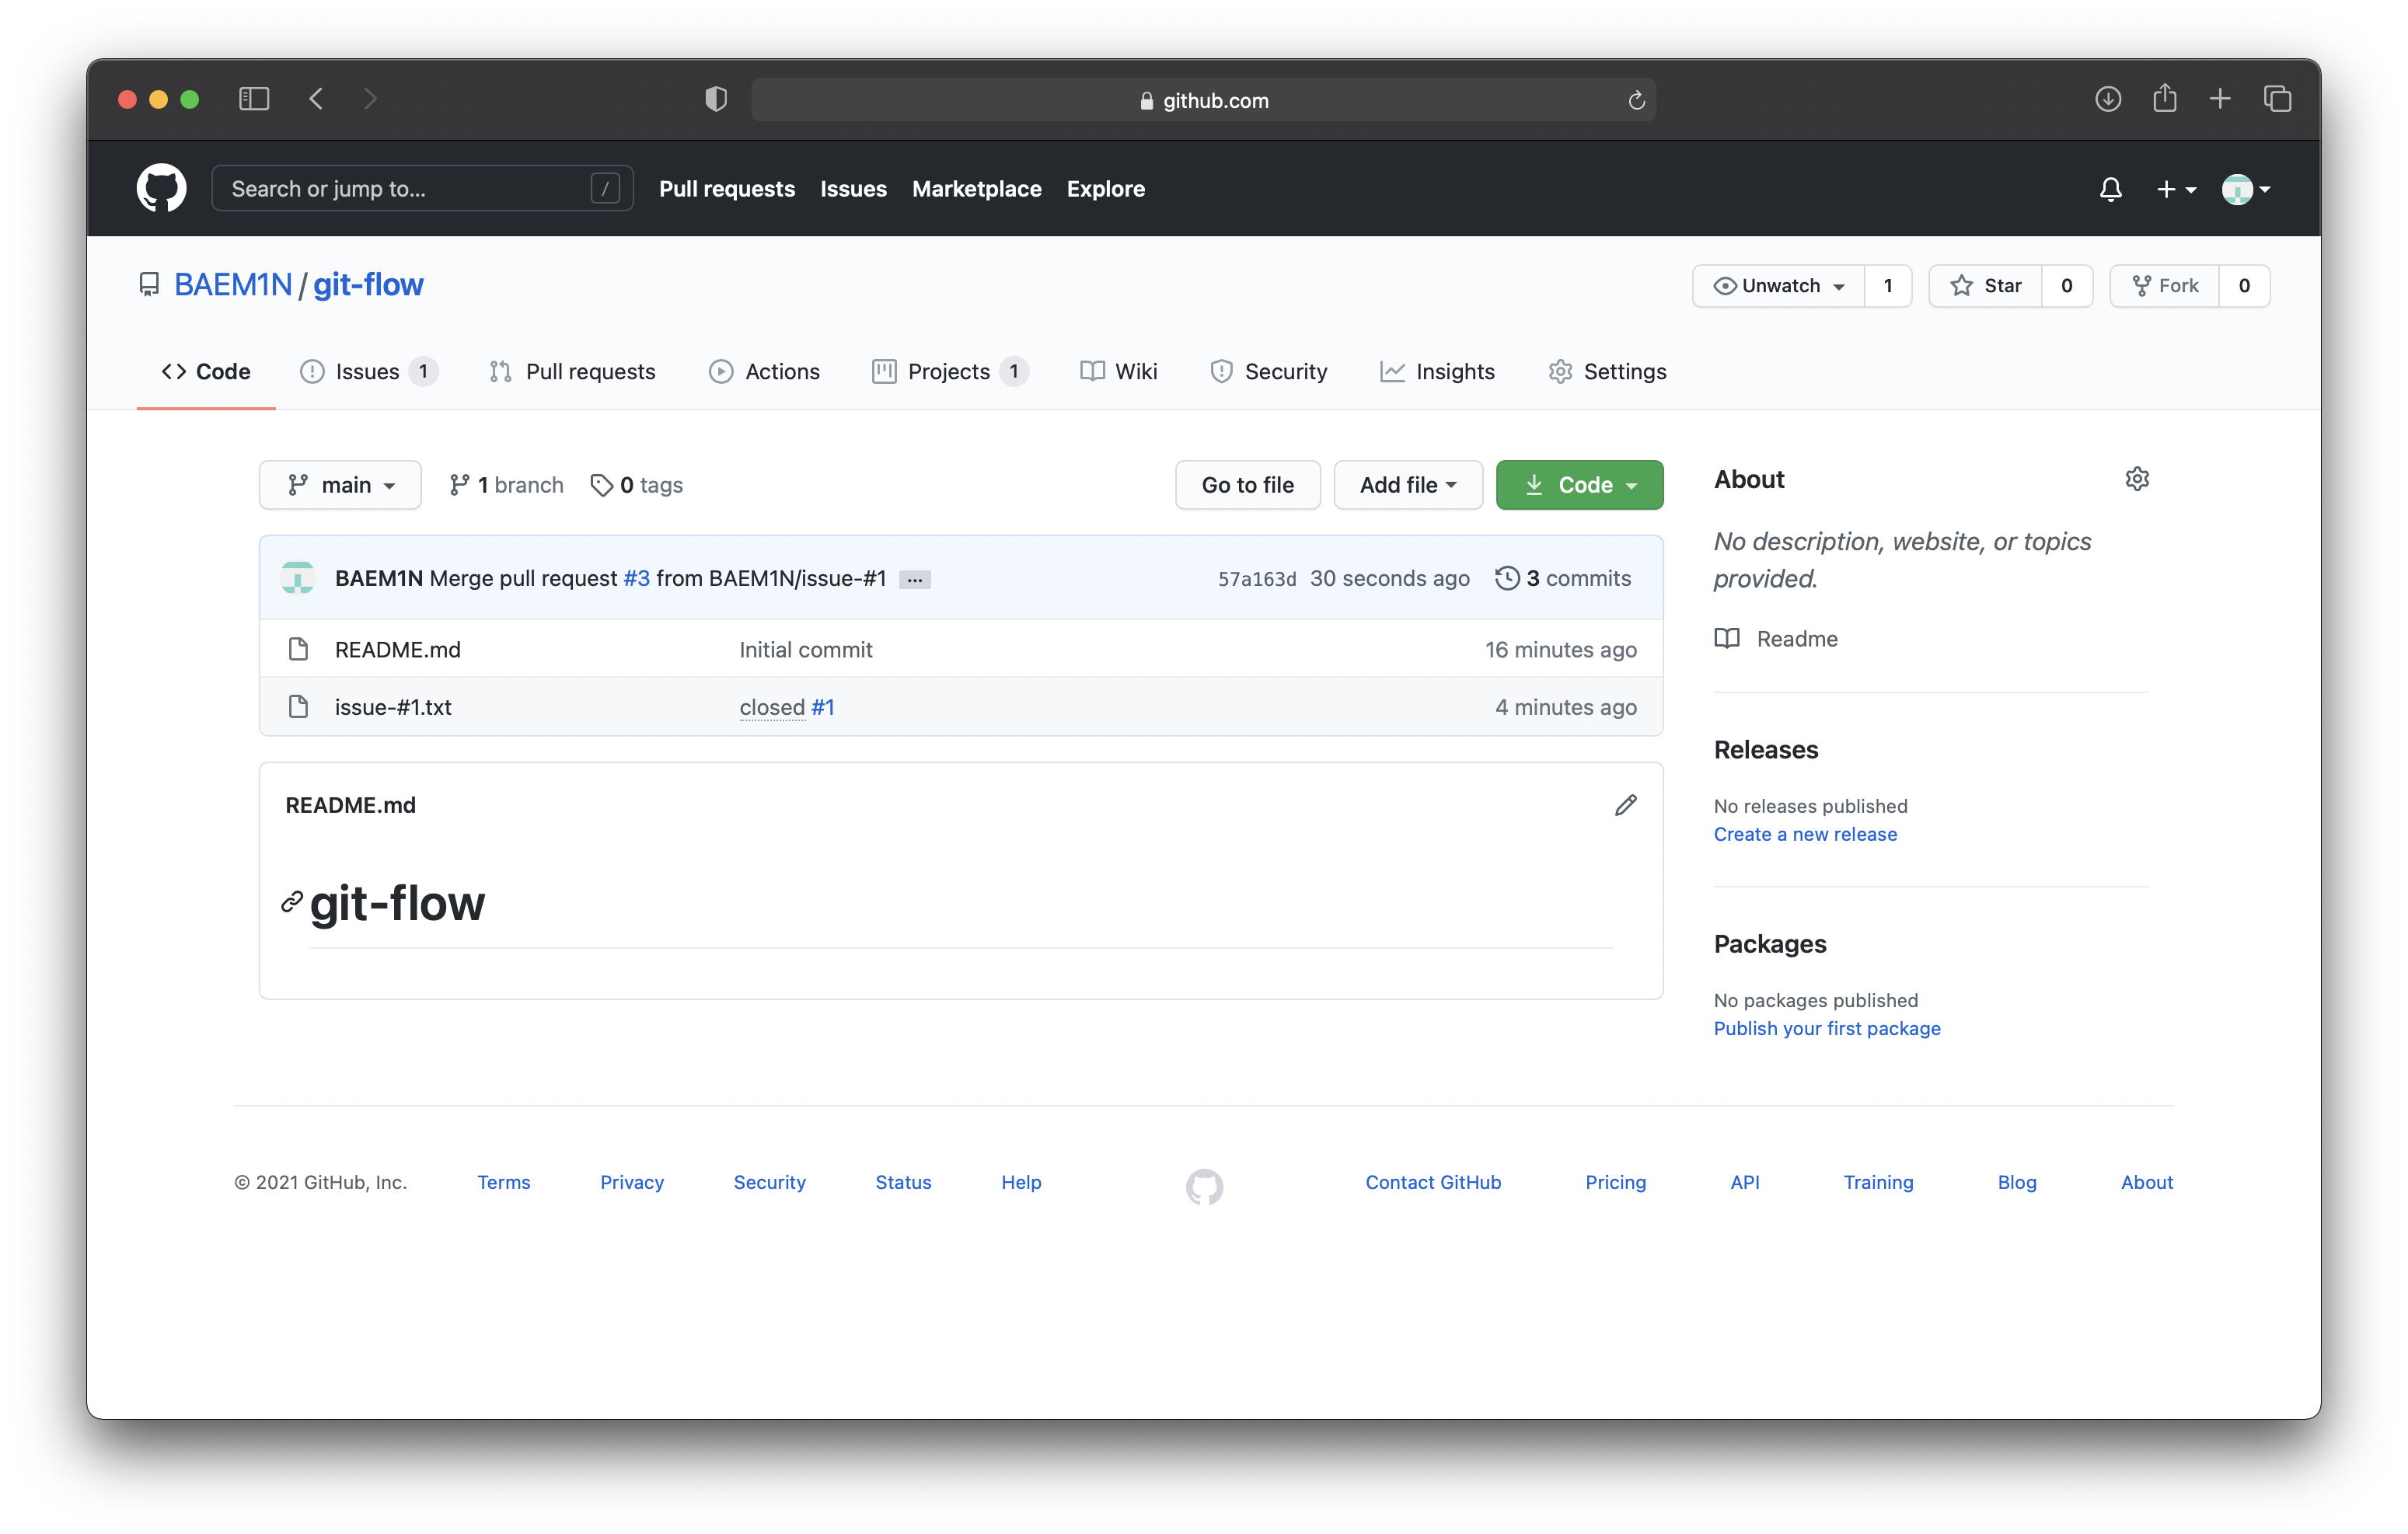 github.com
Search or jump to... /
Pull requests Issues Marketplace Explore
BAEM1N / git-flow
Unwatch 1 Star 0 Fork 0
Code Issues 1 Pull requests Actions Projects 1 Wiki Security Insights Settings
main 1 branch 0 tags Go to file Add file Code
BAEM1N Merge pull request #3 from BAEM1N/issue-#1 ... 57a163d 30 seconds ago 3 commits
README.md Initial commit 16 minutes ago
issue-#1.txt closed #1 4 minutes ago
README.md
git-flow
About
No description, website, or topics
provided.
Readme
Releases
No releases published
Create a new release
Packages
No packages published
Publish your first package
© 2021 GitHub, Inc. Terms Privacy Security Status Help Contact GitHub Pricing API Training Blog About